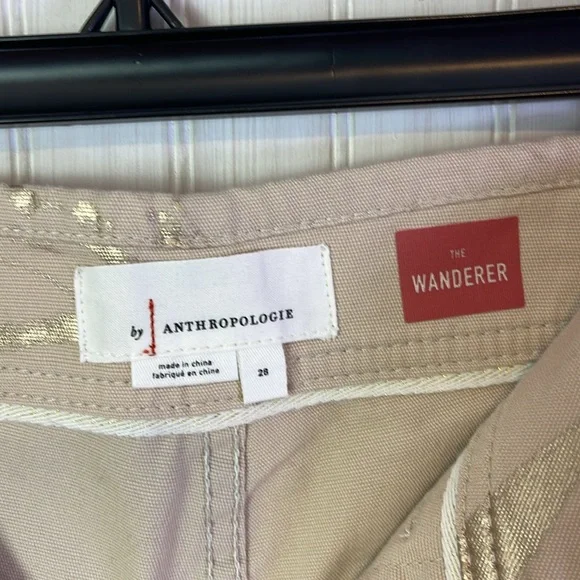 by ANTHROPOLOGIE
made in china
fabriqué en chine
28
THE
WANDERER